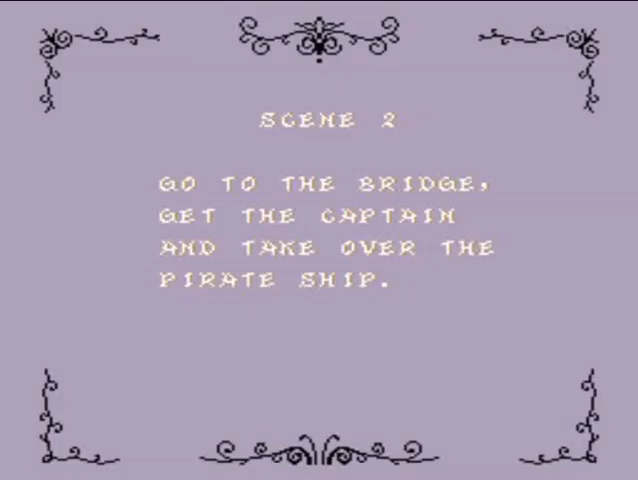 SCENE 2
GO TO THE BRIDGE,
GET THE CAPTAIN
AND TAKE OVER THE
PIRATE SHIP.